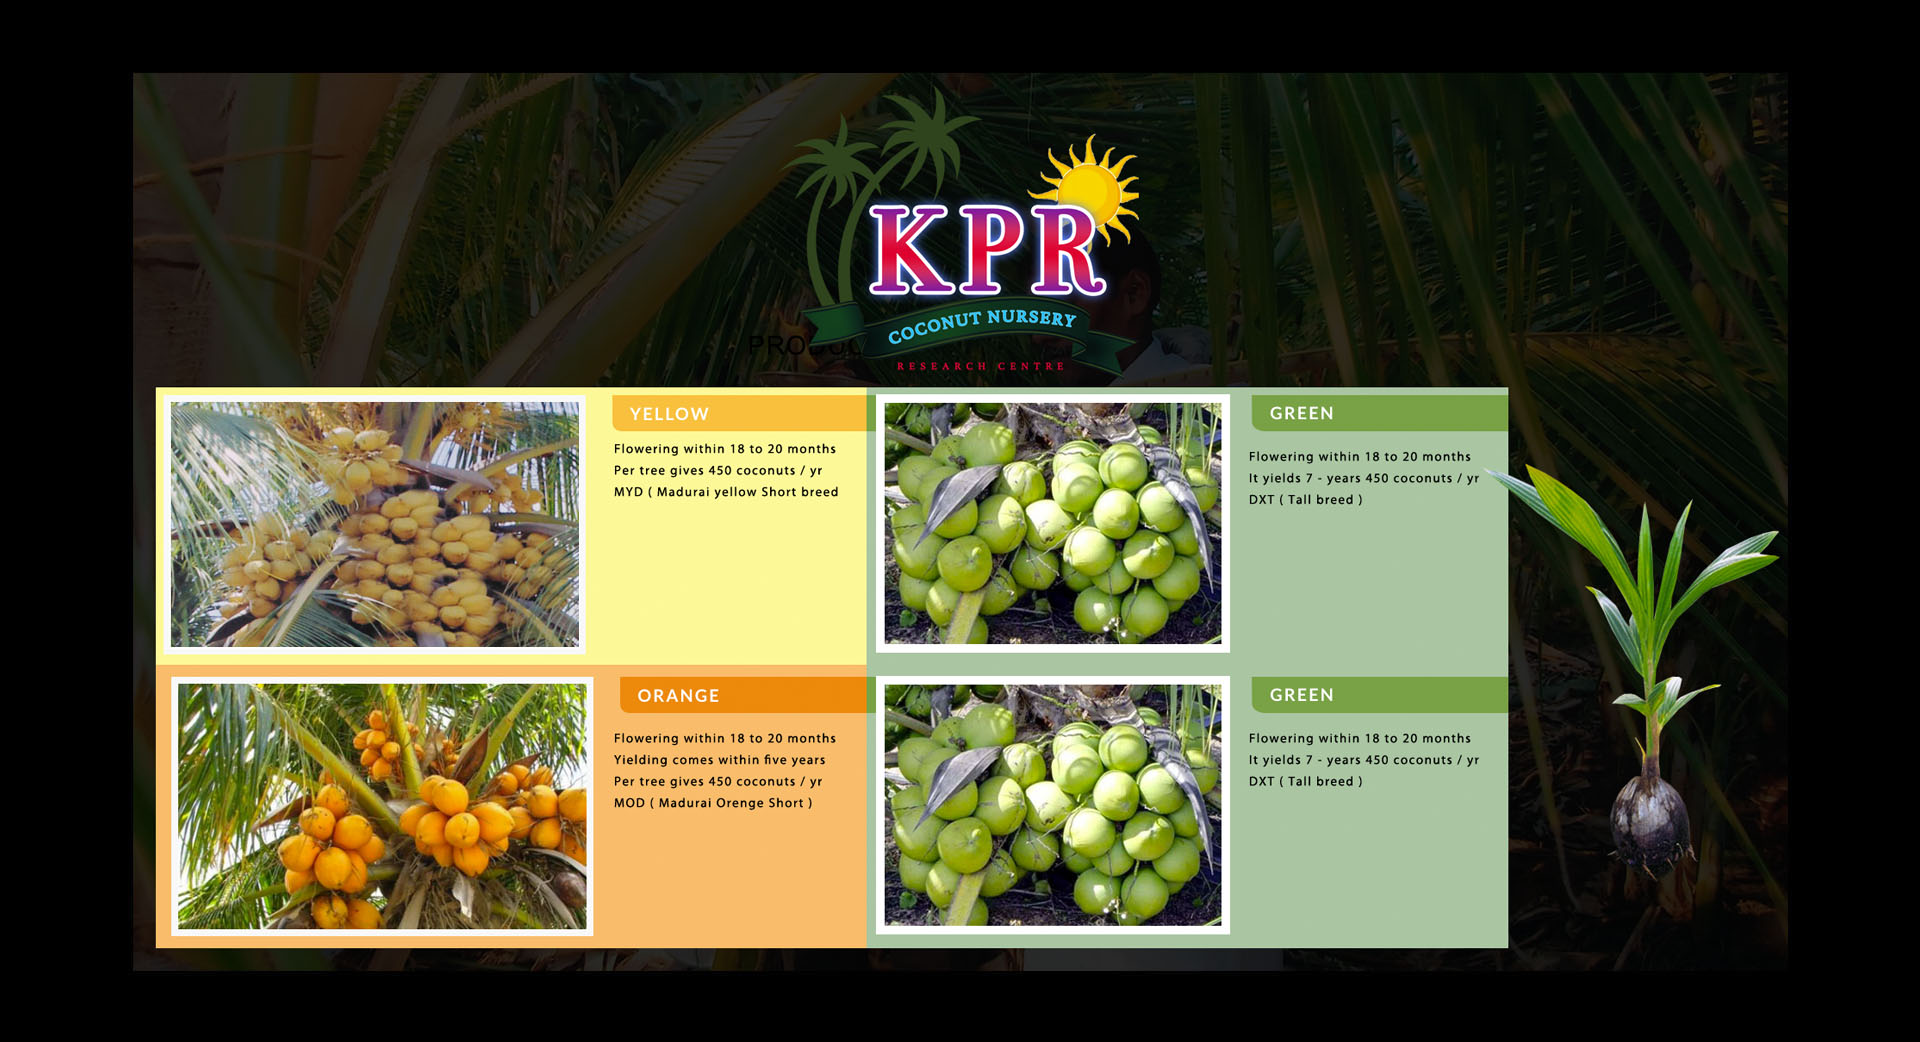 KPR
COCONUT NURSERY
RESEARCH CENTRE
YELLOW
Flowering within 18 to 20 months
Per tree gives 450 coconuts / yr
MYD ( Madurai yellow Short breed
GREEN
Flowering within 18 to 20 months
It yields 7 - years 450 coconuts / yr
DXT ( Tall breed )
ORANGE
Flowering within 18 to 20 months
Yielding comes within five years
Per tree gives 450 coconuts / yr
MOD ( Madurai Orenge Short )
GREEN
Flowering within 18 to 20 months
It yields 7 - years 450 coconuts / yr
DXT ( Tall breed )